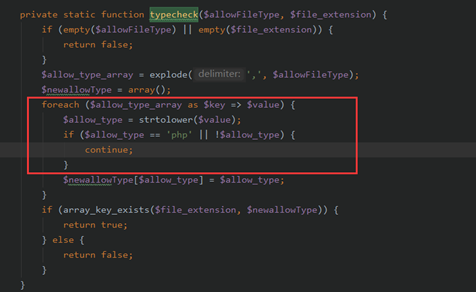 private static function typecheck($allowFileType, $file_extension) {
if (empty($allowFileType) || empty($file_extension)) {
return false;
}
$allow_type_array = explode( delimiter: ',', $allowFileType);
$newallowType = array();
foreach ($allow_type_array as $key => $value) {
$allow_type = strtolower($value);
if ($allow_type == 'php' || !$allow_type) {
continue;
}
$newallowType[$allow_type] = $allow_type;
}
if (array_key_exists($file_extension, $newallowType)) {
return true;
} else {
return false;
}
}